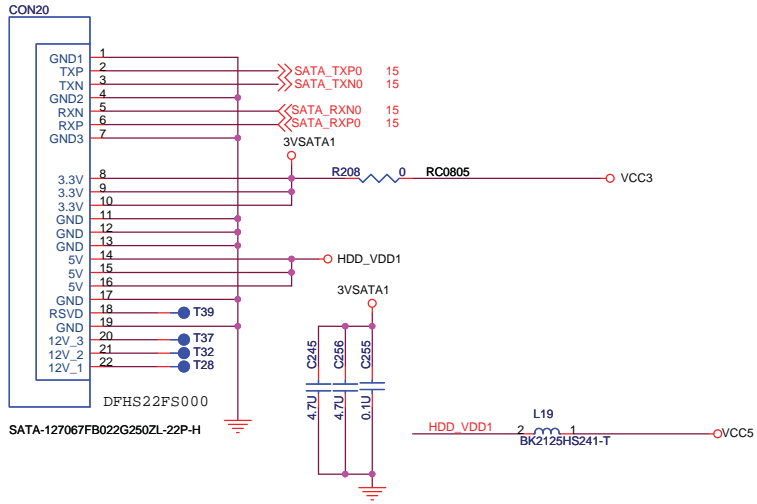 CON20
GND1 1
TXP 2 SATA_TXP0 15
TXN 3 SATA_TXN0 15
GND2 4
RXN 5 SATA_RXN0 15
RXP 6 SATA_RXP0 15
GND3 7
3VSATA1
3.3V 8 R208 0 RC0805 VCC3
3.3V 9
3.3V 10
GND 11
GND 12
GND 13
5V 14 HDD_VDD1
5V 15
5V 16
GND 17
RSVD 18 T39
GND 19
12V_3 20 T37
12V_2 21 T32
12V_1 22 T28
DFHS22FS000
SATA-127067FB022G250ZL-22P-H
3VSATA1
C245 C256 C255
4.7U 4.7U 0.1U
HDD_VDD1 2 L19 1 VCC5
BK2125HS241-T